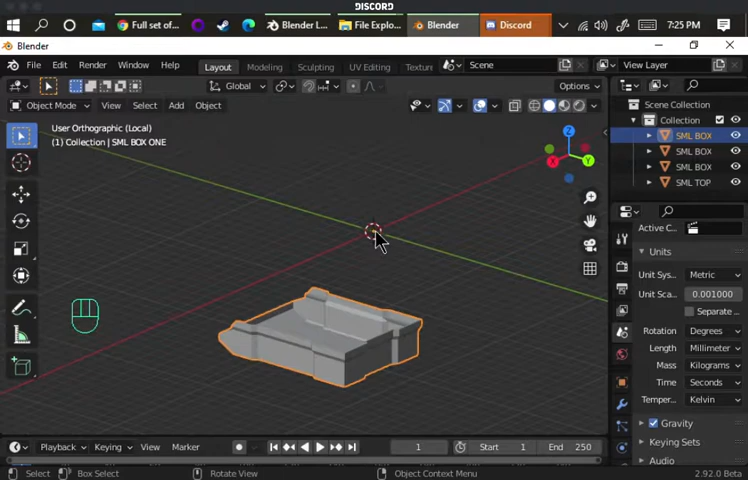 DISCORD
Full set of...
Blender L...
File Explo...
Blender
Discord
7:25 PM
Blender
File Edit Render Window Help Layout Modeling Sculpting UV Editing Textur Scene View Layer
Global Options
Object Mode View Select Add Object
User Orthographic (Local)
(1) Collection | SML BOX ONE
Z
X
Y
Scene Collection
Collection
SML BOX
SML BOX
SML BOX
SML TOP
Active C...
Units
Unit Sys... Metric
Unit Sca... 0.001000
Separate ...
Rotation Degrees
Length Millimeter
Mass Kilograms
Time Seconds
Temper... Kelvin
Gravity
Keying Sets
Audio
Playback Keying View Marker 1 Start 1 End 250
Select Box Select Rotate View Object Context Menu 2.92.0 Beta